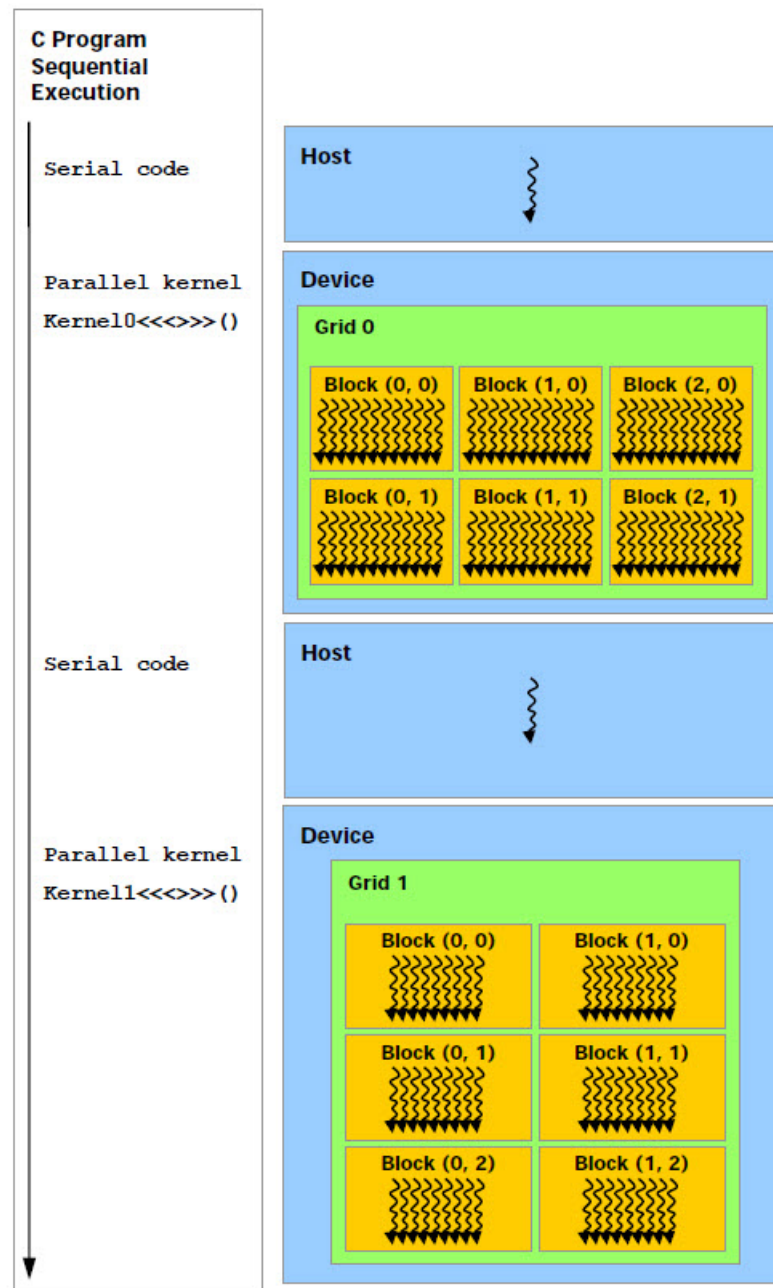 C Program
Sequential
Execution
Serial code
Host
Parallel kernel
Kernel0<<<>>>()
Device
Grid 0
Block (0, 0)
Block (1, 0)
Block (2, 0)
Block (0, 1)
Block (1, 1)
Block (2, 1)
Serial code
Host
Parallel kernel
Kernel1<<<>>>()
Device
Grid 1
Block (0, 0)
Block (1, 0)
Block (0, 1)
Block (1, 1)
Block (0, 2)
Block (1, 2)